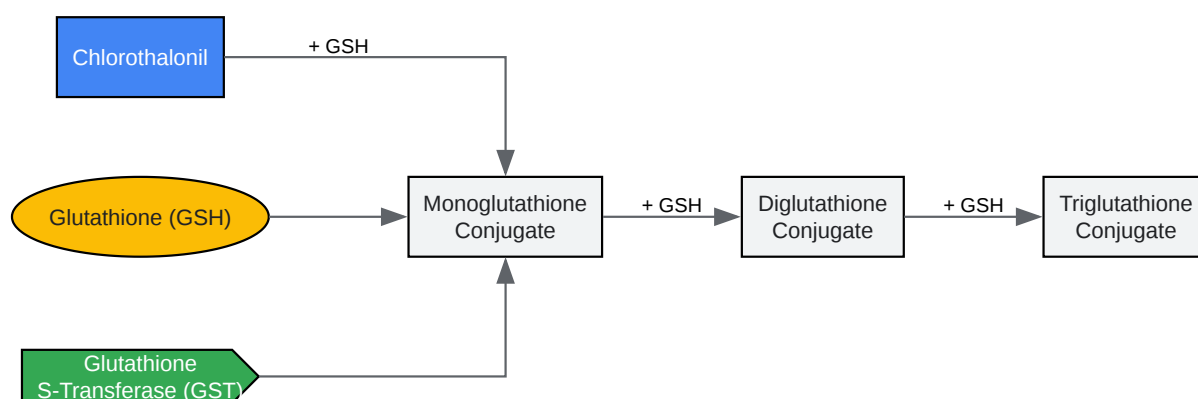 Chlorothalonil
+ GSH
Glutathione (GSH)
Monoglutathione
Conjugate
+ GSH
Diglutathione
Conjugate
+ GSH
Triglutathione
Conjugate
Glutathione
S-Transferase (GST)